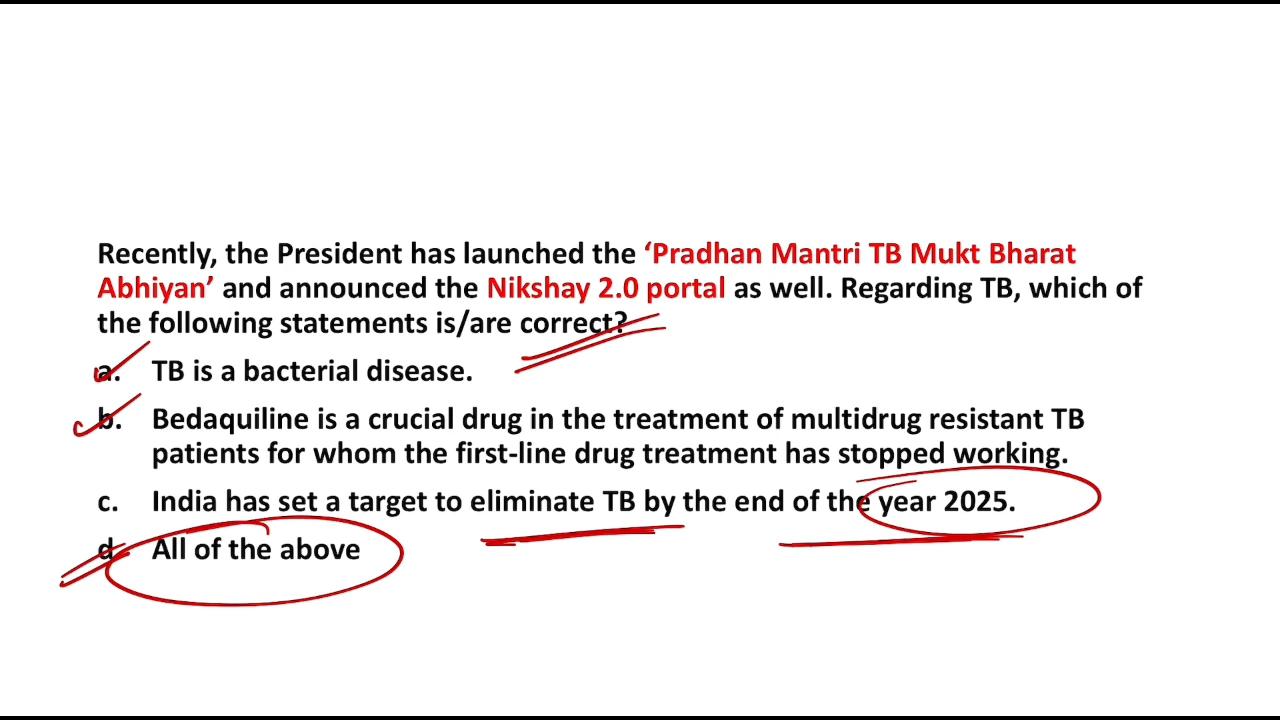 Recently, the President has launched the ‘Pradhan Mantri TB Mukt Bharat
Abhiyan’ and announced the Nikshay 2.0 portal as well. Regarding TB, which of
the following statements is/are correct?
a. TB is a bacterial disease.
b. Bedaquiline is a crucial drug in the treatment of multidrug resistant TB
patients for whom the first-line drug treatment has stopped working.
c. India has set a target to eliminate TB by the end of the year 2025.
d. All of the above